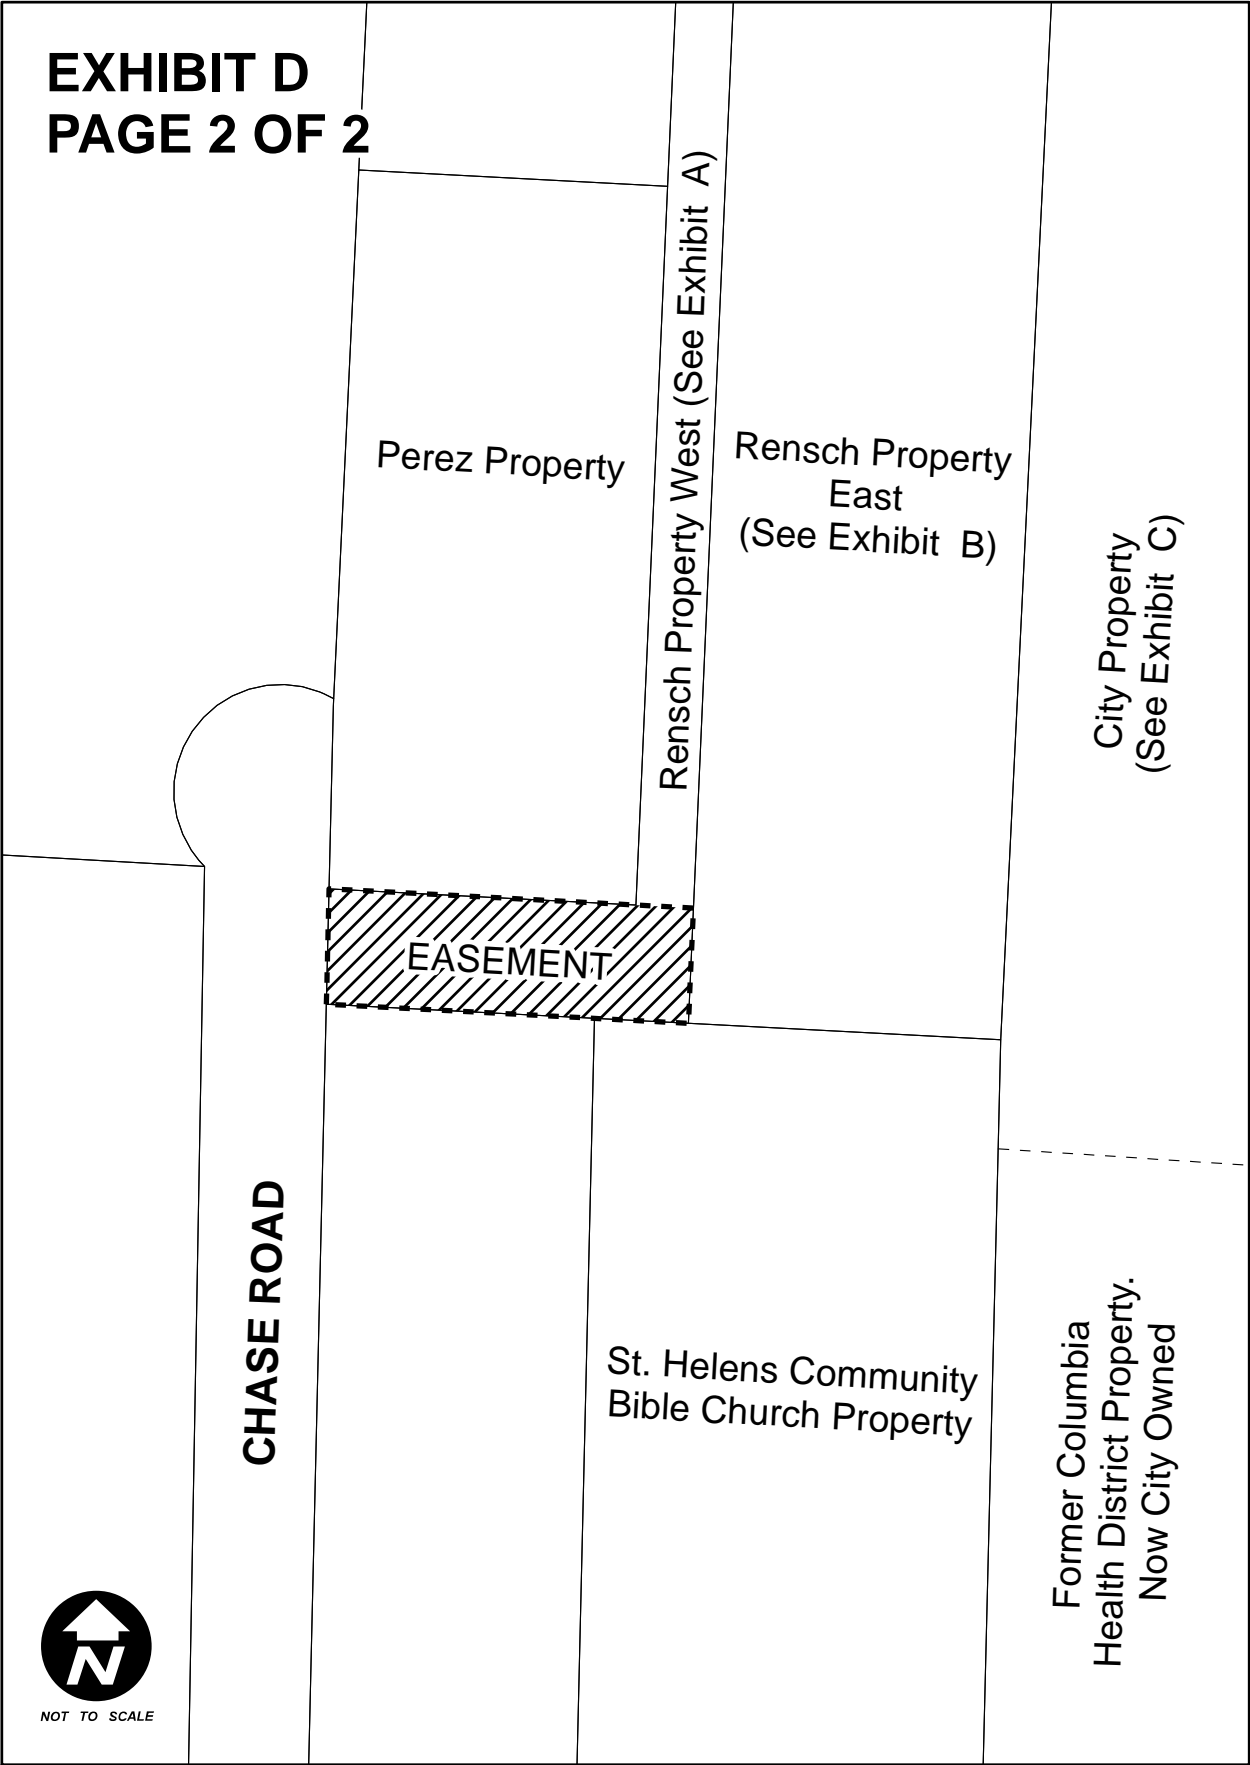 EXHIBIT D
PAGE 2 OF 2
Perez Property
Rensch Property West (See Exhibit A)
Rensch Property
East
(See Exhibit B)
City Property
(See Exhibit C)
EASEMENT
CHASE ROAD
St. Helens Community
Bible Church Property
Former Columbia
Health District Property.
Now City Owned
N
NOT TO SCALE